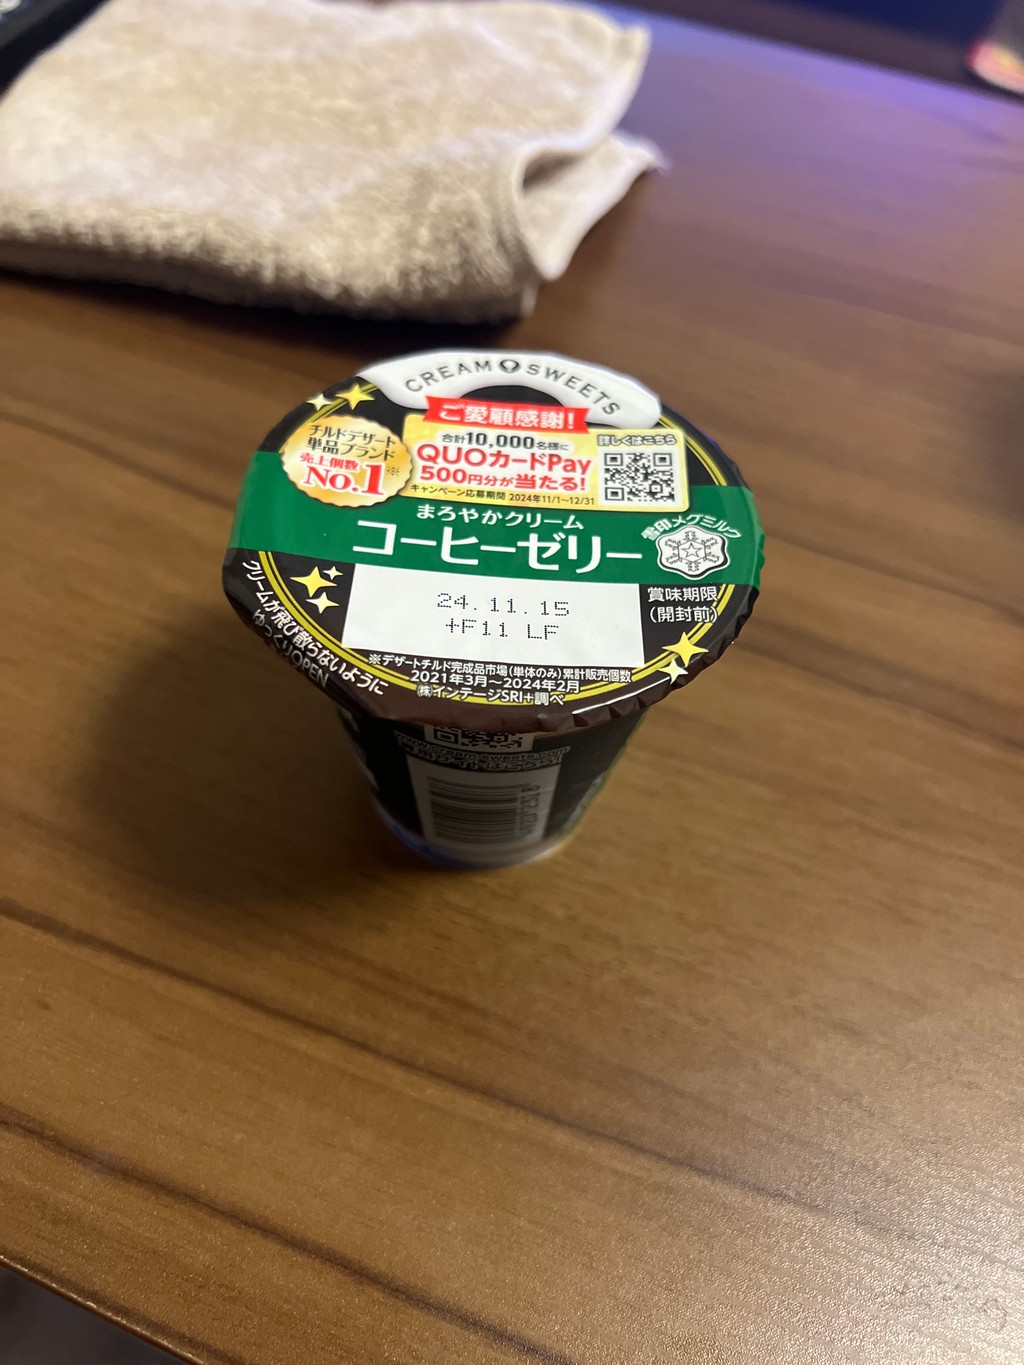 CREAM SWEETS
ご愛顧感謝!
チルドデザート
単品ブランド
売上個数
No.1※
合計10,000名様に
QUOカードPay
500円分が当たる!
キャンペーン応募期間 2024年11/1~12/31
詳しくはこちら
まろやかクリーム
コーヒーゼリー
雪印メグミルク
賞味期限
(開封前)
24.11.15
+F11 LF
クリームが飛び散らないように
ゆっくりOPEN
※デザートチルド完成品市場(単体のみ)累計販売個数
2021年3月~2024年2月
㈱インテージSRI+調べ
www.cream-sweets.com